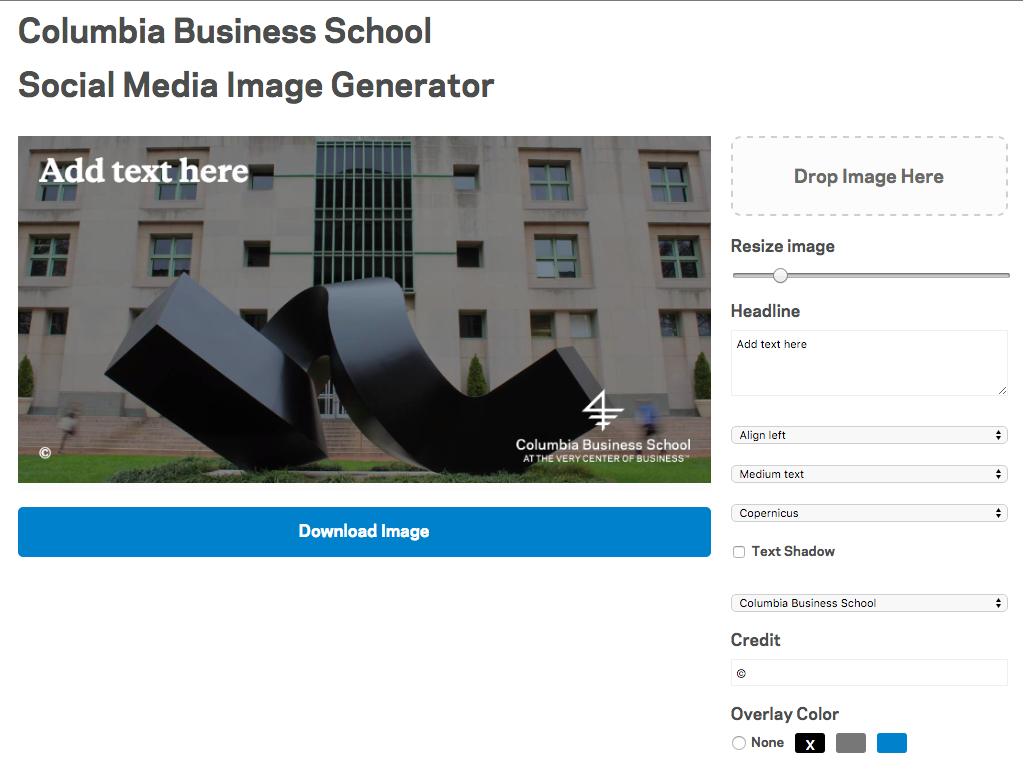 Columbia Business School
Social Media Image Generator
Add text here
©
Columbia Business School
AT THE VERY CENTER OF BUSINESS™
Download Image
Drop Image Here
Resize image
Headline
Add text here
Align left
Medium text
Copernicus
Text Shadow
Columbia Business School
Credit
©
Overlay Color
None
X